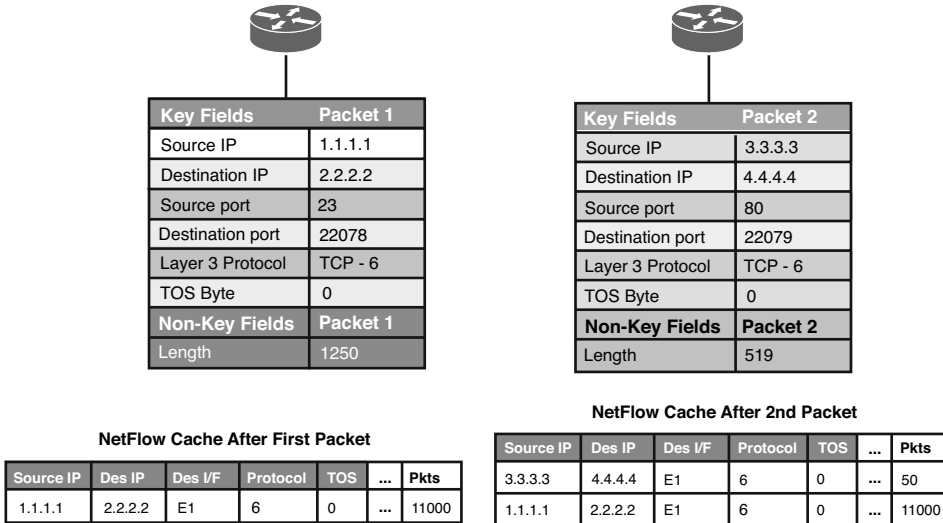 Key Fields Packet 1
Source IP 1.1.1.1
Destination IP 2.2.2.2
Source port 23
Destination port 22078
Layer 3 Protocol TCP - 6
TOS Byte 0
Non-Key Fields Packet 1
Length 1250
NetFlow Cache After First Packet
Source IP Des IP Des I/F Protocol TOS ... Pkts
1.1.1.1 2.2.2.2 E1 6 0 ... 11000
Key Fields Packet 2
Source IP 3.3.3.3
Destination IP 4.4.4.4
Source port 80
Destination port 22079
Layer 3 Protocol TCP - 6
TOS Byte 0
Non-Key Fields Packet 2
Length 519
NetFlow Cache After 2nd Packet
Source IP Des IP Des I/F Protocol TOS ... Pkts
3.3.3.3 4.4.4.4 E1 6 0 ... 50
1.1.1.1 2.2.2.2 E1 6 0 ... 11000